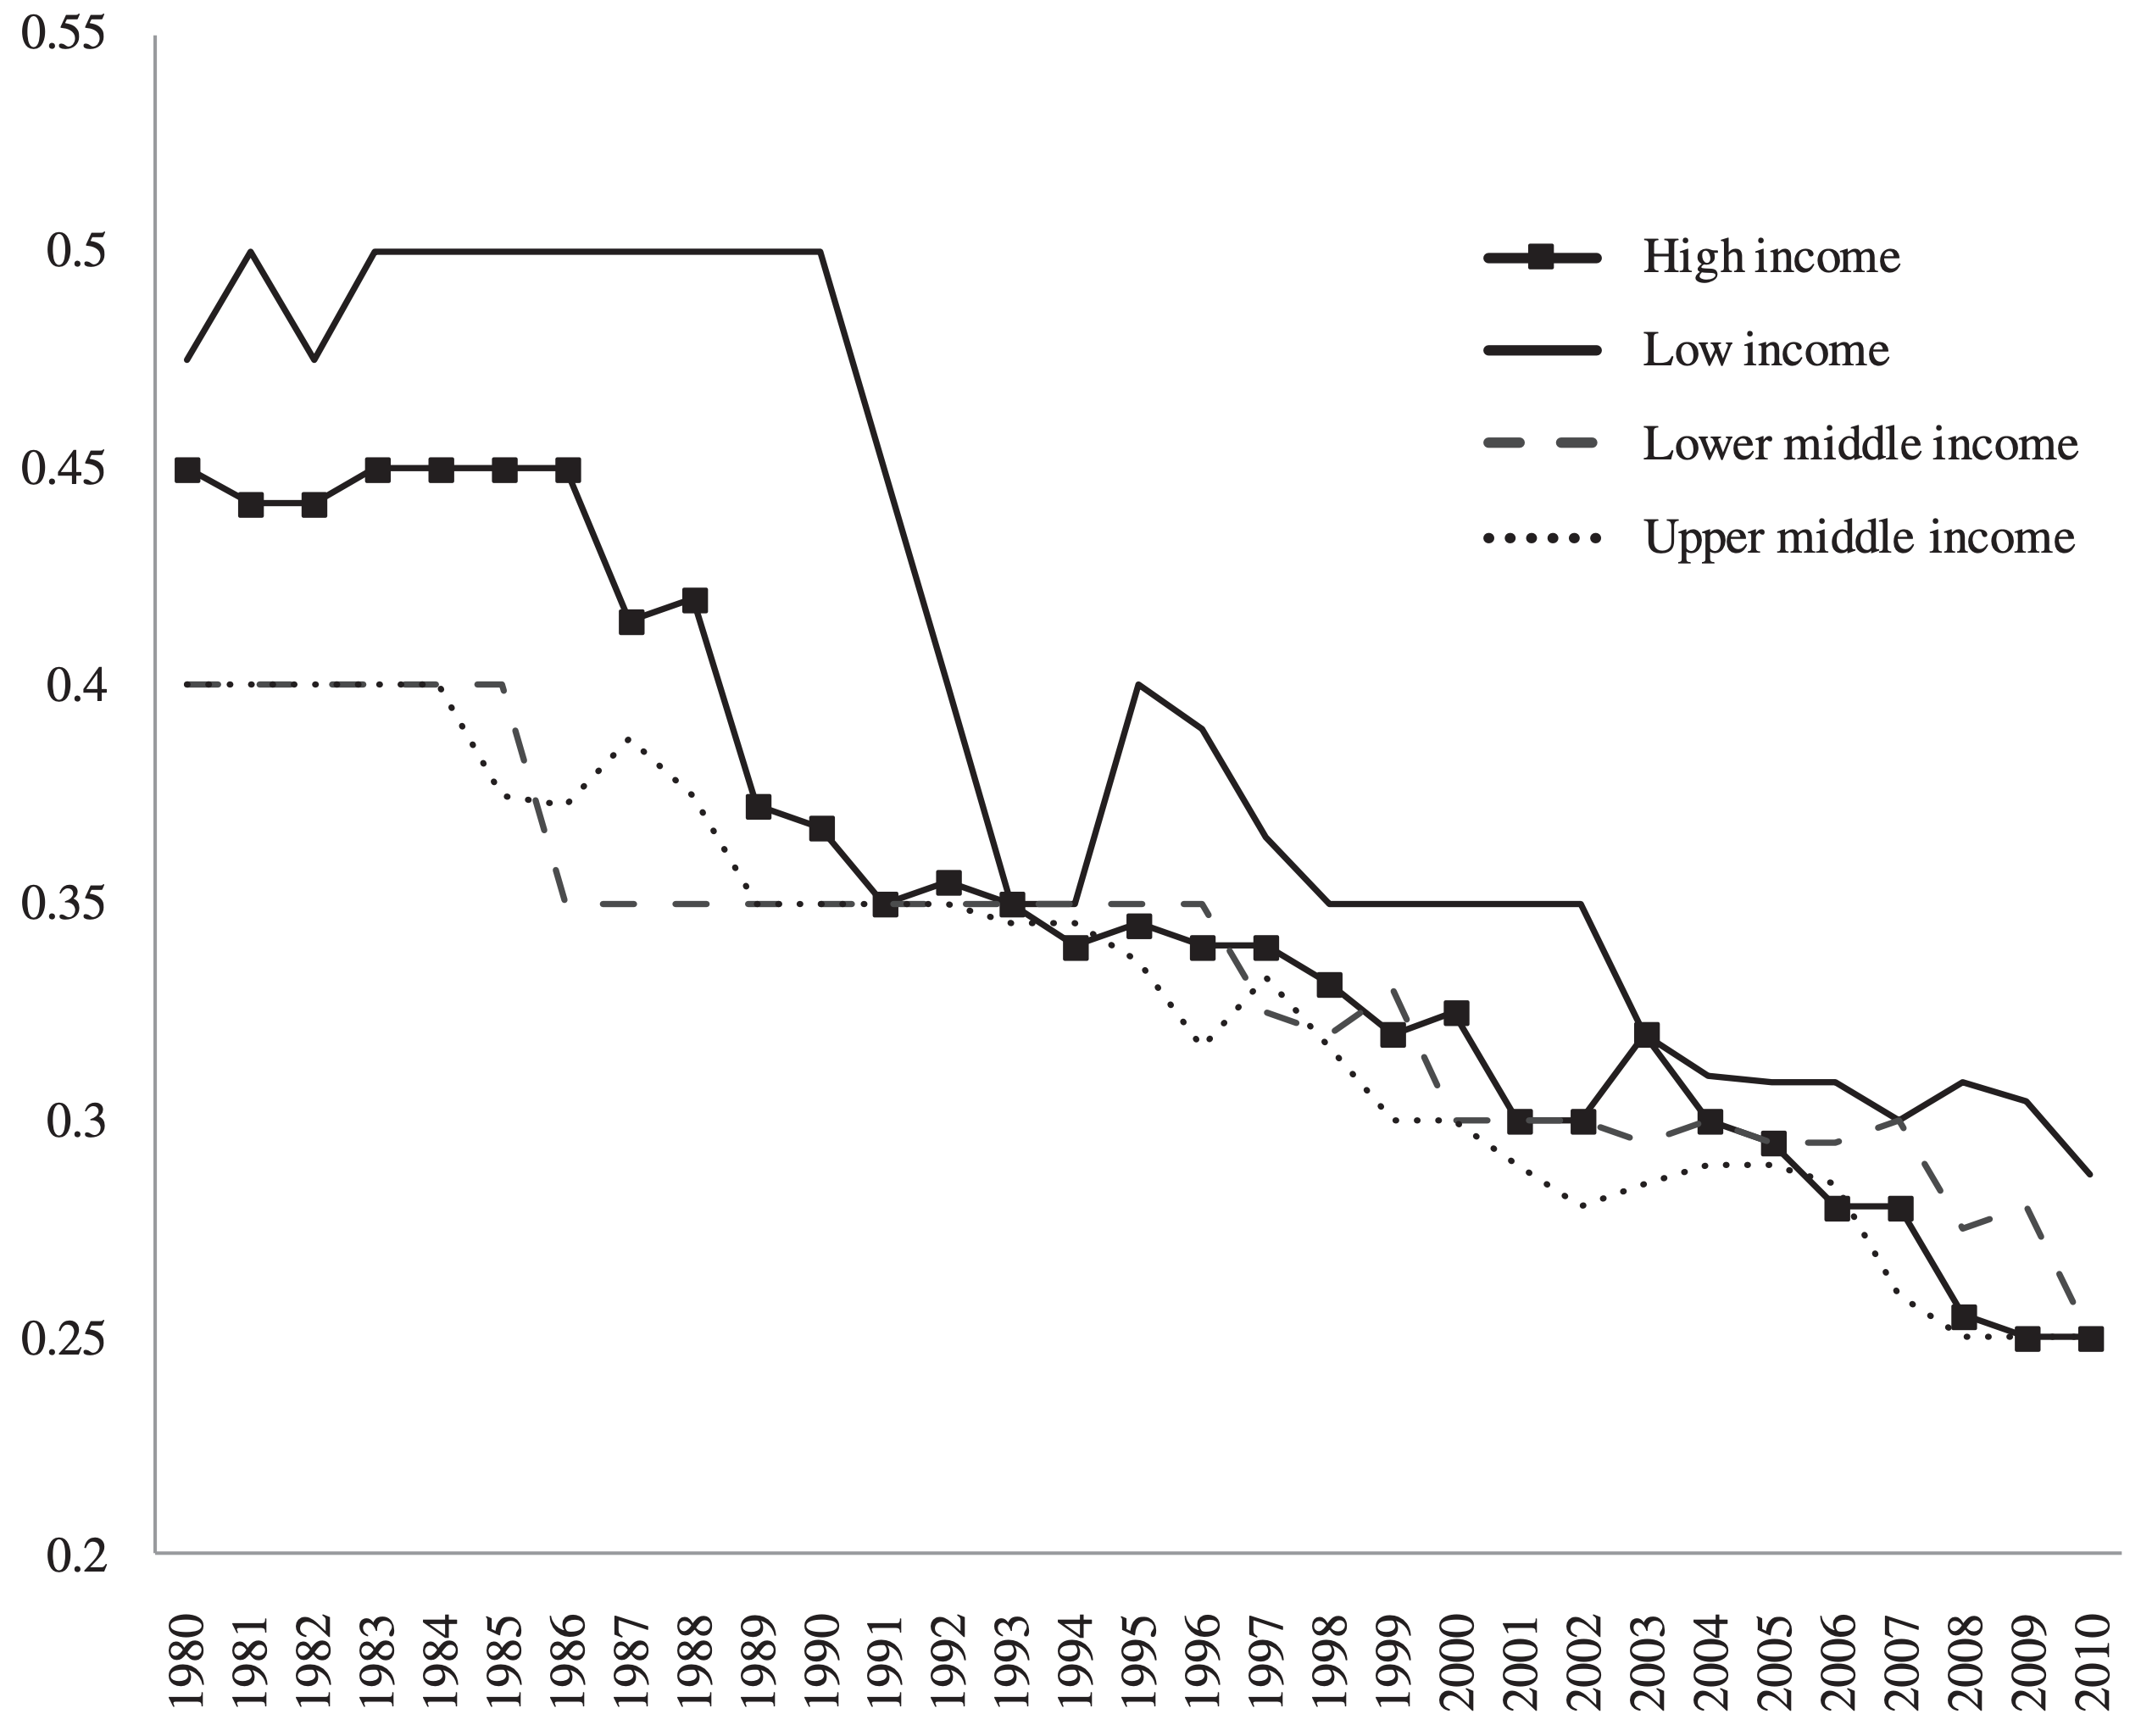 0.55
0.5
0.45
0.4
0.35
0.3
0.25
0.2
High income
Low income
Lower middle income
Upper middle income
1980 1981 1982 1983 1984 1985 1986 1987 1988 1989 1990 1991 1992 1993 1994 1995 1996 1997 1998 1999 2000 2001 2002 2003 2004 2005 2006 2007 2008 2009 2010